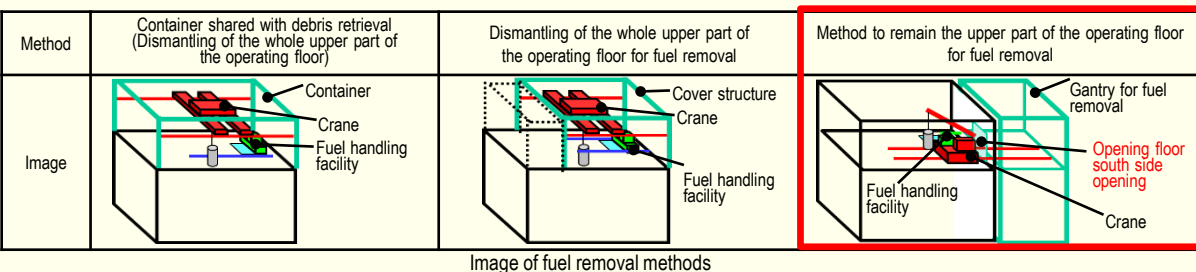 Method
Container shared with debris retrieval
(Dismantling of the whole upper part of
the operating floor)
Dismantling of the whole upper part of
the operating floor for fuel removal
Method to remain the upper part of the operating floor
for fuel removal
Image
Container
Crane
Fuel handling
facility
Cover structure
Crane
Fuel handling
facility
Gantry for fuel
removal
Opening floor
south side
opening
Fuel handling
facility
Crane
Image of fuel removal methods